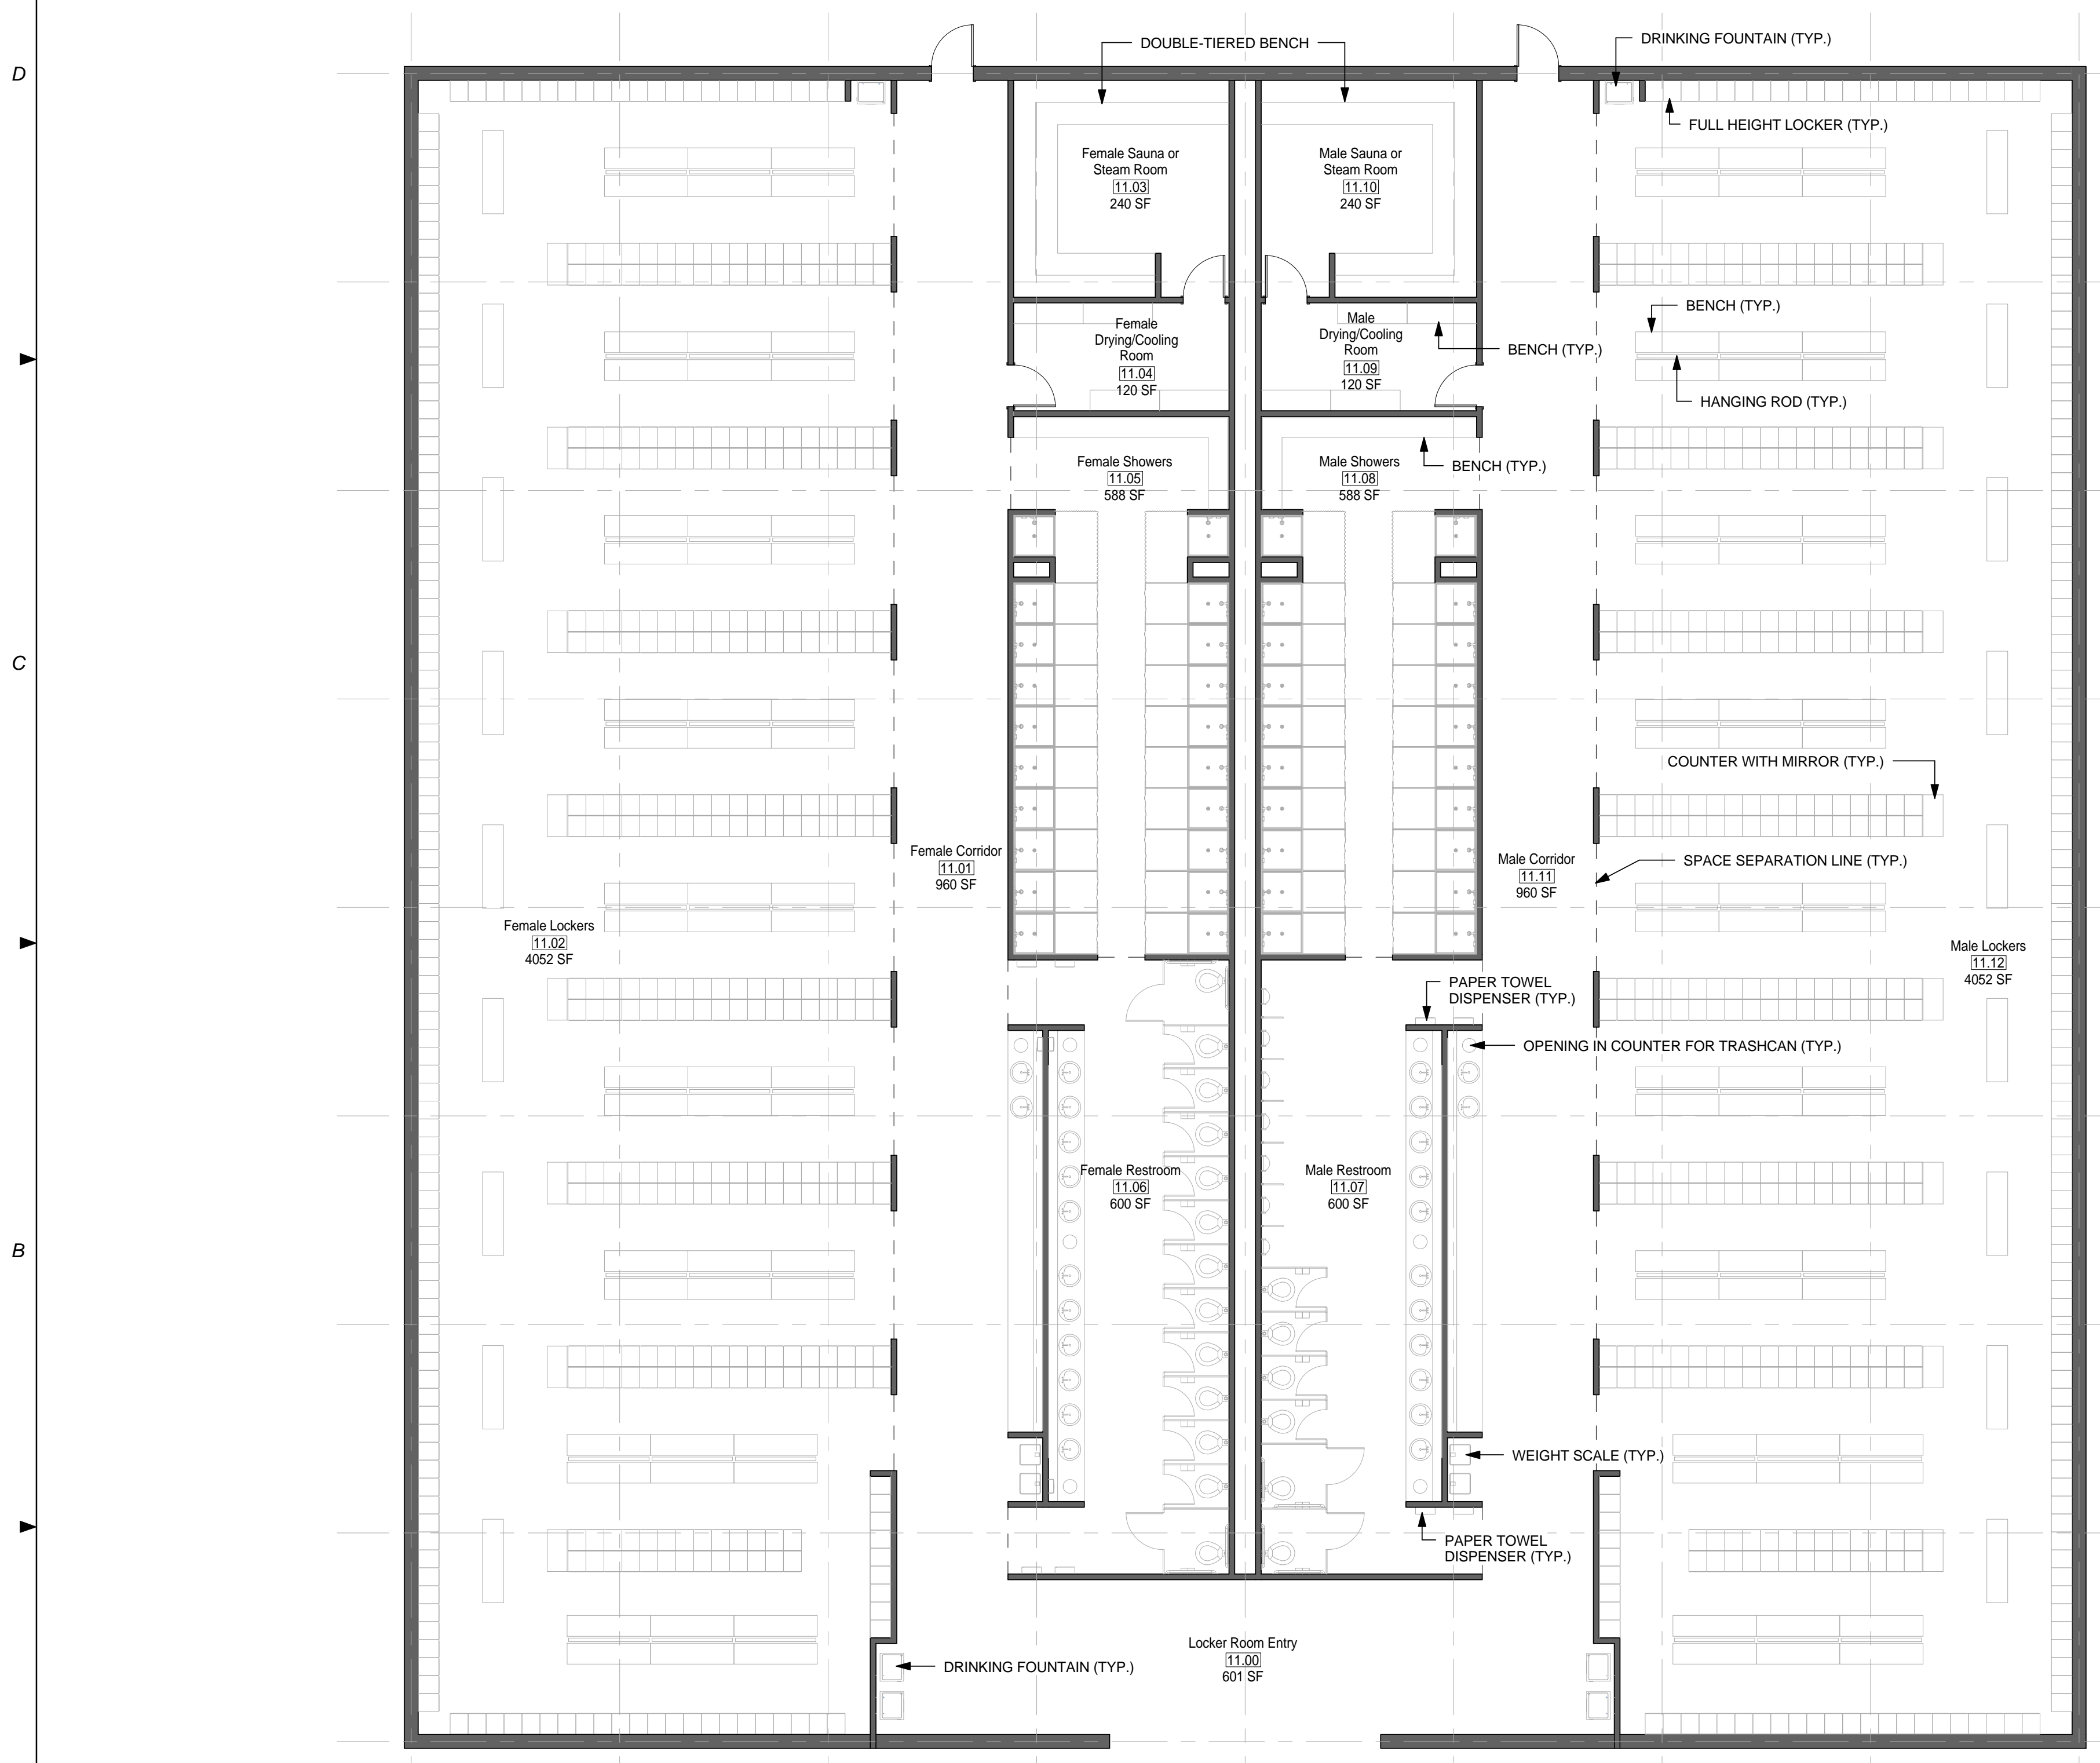 DOUBLE-TIERED BENCH
DRINKING FOUNTAIN (TYP.)
D
FULL HEIGHT LOCKER (TYP.)
Female Sauna or
Steam Room
11.03
240 SF
Male Sauna or
Steam Room
11.10
240 SF
BENCH (TYP.)
Female
Drying/Cooling
Room
11.04
120 SF
Male
Drying/Cooling
Room
11.09
120 SF
BENCH (TYP.)
HANGING ROD (TYP.)
Female Showers
11.05
588 SF
Male Showers
11.08
588 SF
BENCH (TYP.)
C
COUNTER WITH MIRROR (TYP.)
Female Corridor
11.01
960 SF
Male Corridor
11.11
960 SF
SPACE SEPARATION LINE (TYP.)
Female Lockers
11.02
4052 SF
Male Lockers
11.12
4052 SF
PAPER TOWEL
DISPENSER (TYP.)
OPENING IN COUNTER FOR TRASHCAN (TYP.)
Female Restroom
11.06
600 SF
Male Restroom
11.07
600 SF
B
WEIGHT SCALE (TYP.)
PAPER TOWEL
DISPENSER (TYP.)
Locker Room Entry
11.00
601 SF
DRINKING FOUNTAIN (TYP.)